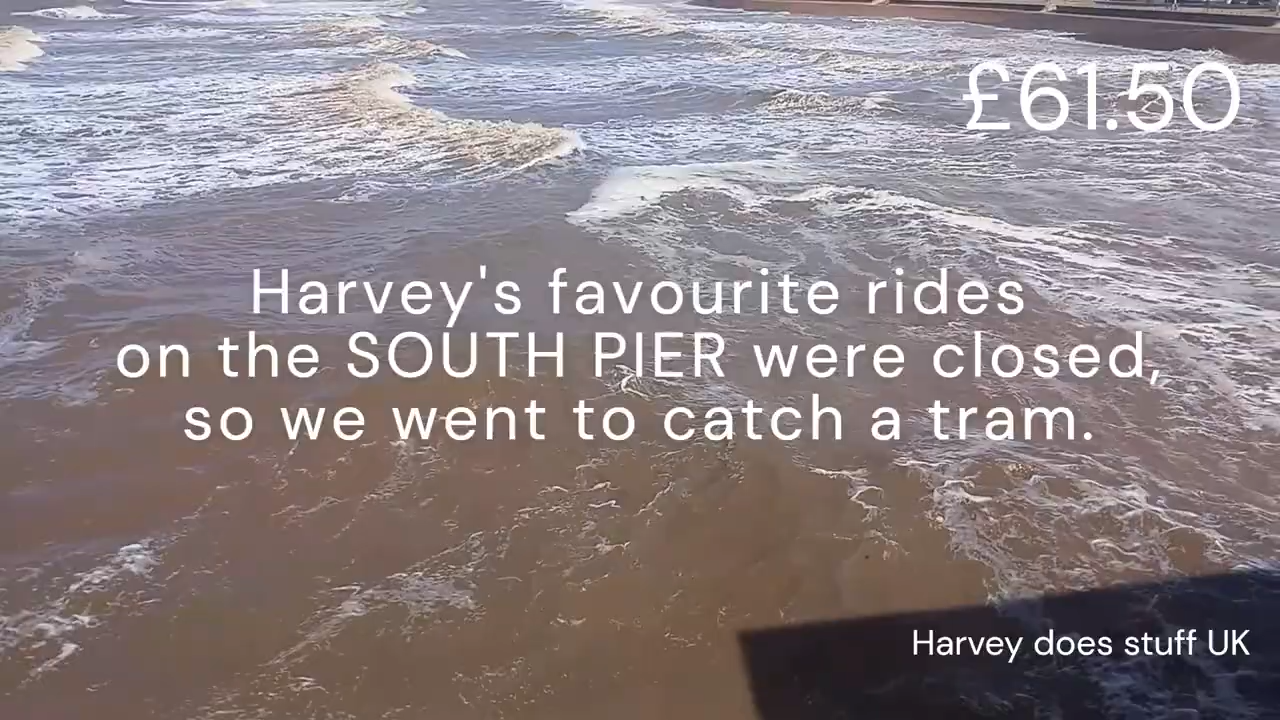 £61.50
Harvey's favourite rides
on the SOUTH PIER were closed,
so we went to catch a tram.
Harvey does stuff UK